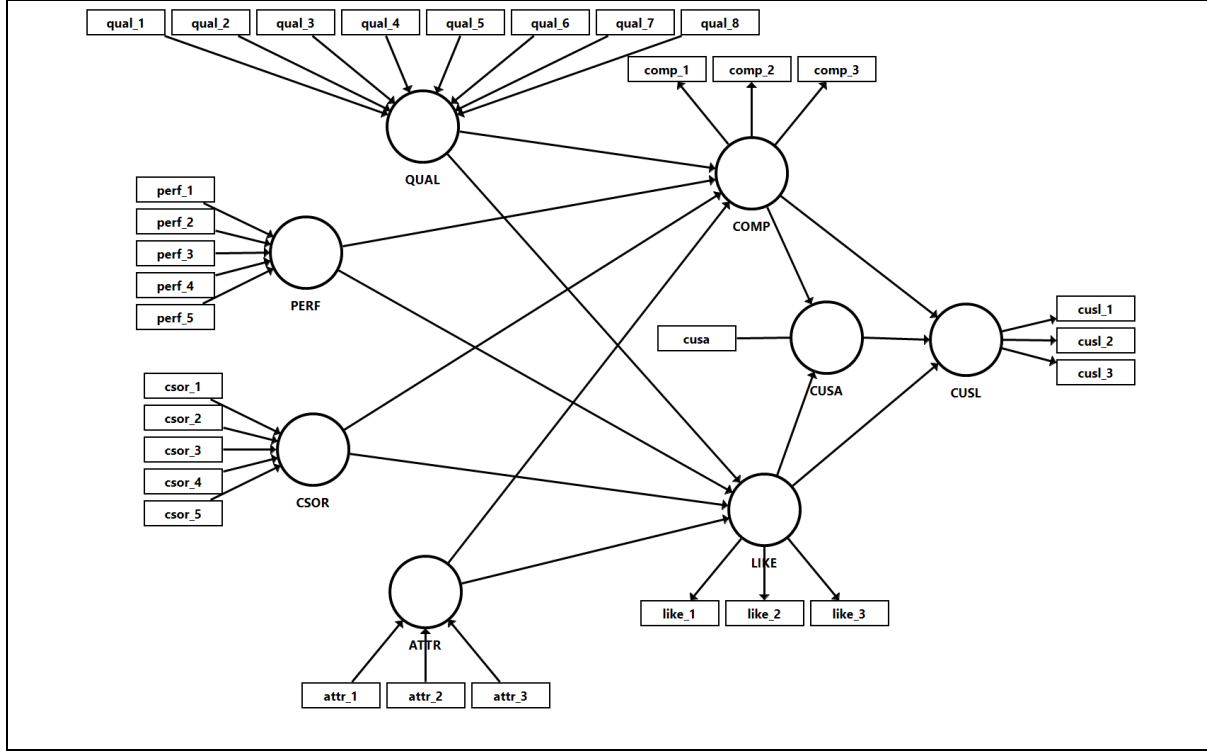 qual_1 qual_2 qual_3 qual_4 qual_5 qual_6 qual_7 qual_8
comp_1 comp_2 comp_3
QUAL
perf_1
perf_2
perf_3
perf_4
perf_5
PERF
COMP
csor_1
csor_2
csor_3
csor_4
csor_5
CSOR
cusa
CUSA
CUSL
cusl_1
cusl_2
cusl_3
LIKE
like_1 like_2 like_3
ATTR
attr_1 attr_2 attr_3